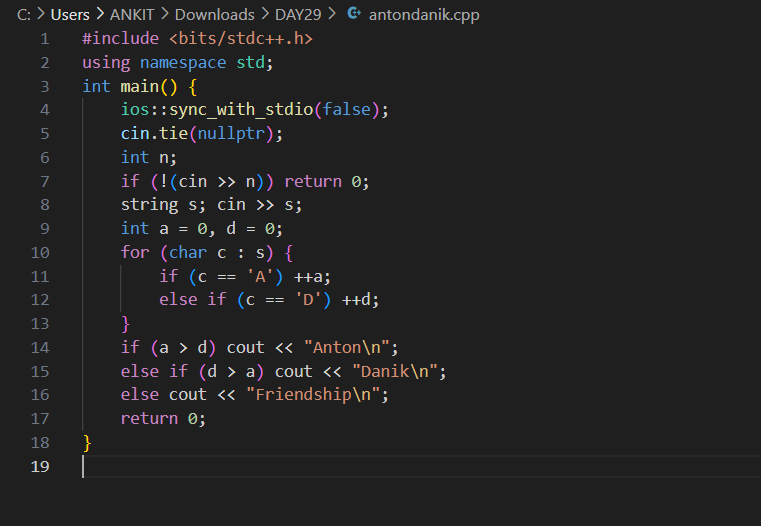 C: > Users > ANKIT > Downloads > DAY29 > antondanik.cpp
1 #include <bits/stdc++.h>
2 using namespace std;
3 int main() {
4     ios::sync_with_stdio(false);
5     cin.tie(nullptr);
6     int n;
7     if (!(cin >> n)) return 0;
8     string s; cin >> s;
9     int a = 0, d = 0;
10     for (char c : s) {
11         if (c == 'A') ++a;
12         else if (c == 'D') ++d;
13     }
14     if (a > d) cout << "Anton\n";
15     else if (d > a) cout << "Danik\n";
16     else cout << "Friendship\n";
17     return 0;
18 }
19